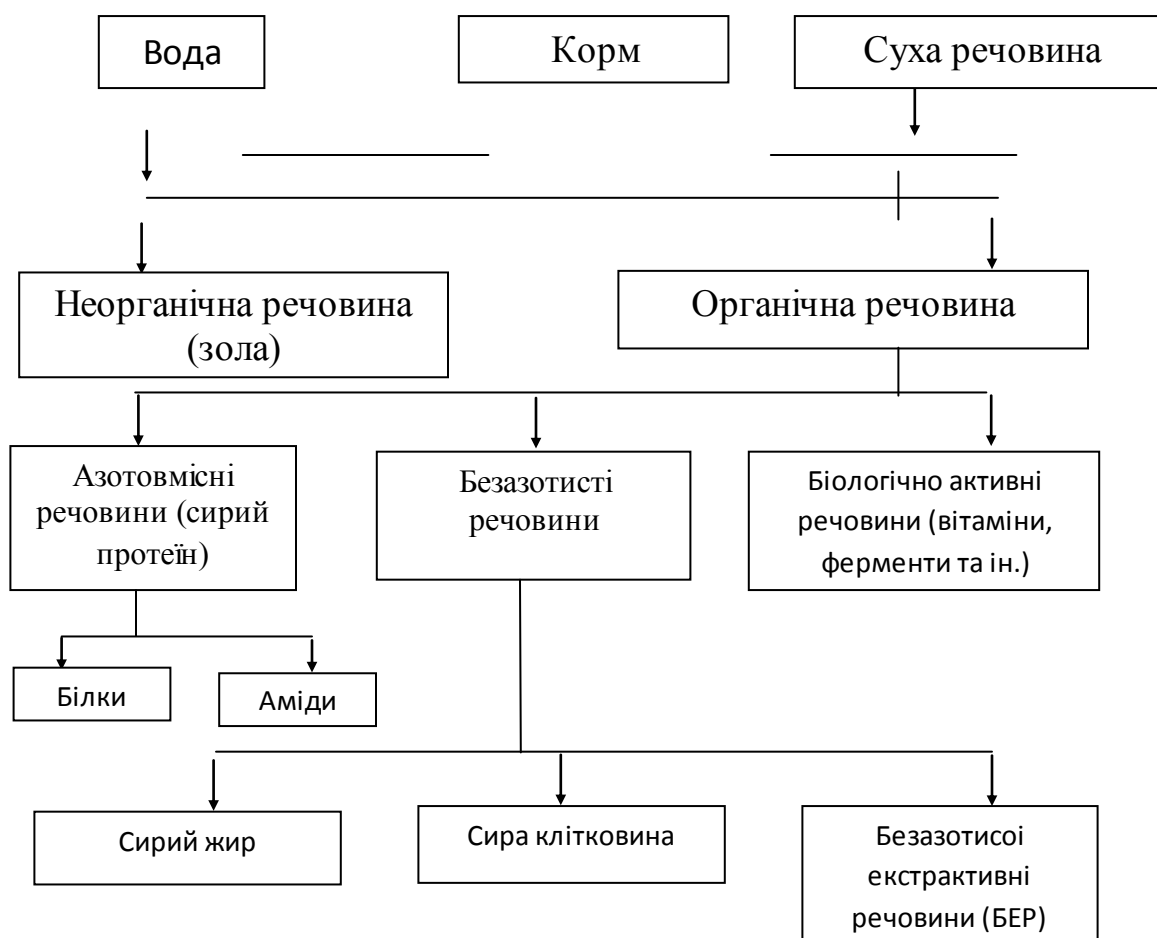 Вода
Корм
Суха речовина
Неорганічна речовина
(зола)
Органічна речовина
Азотовмісні
речовини (сирий
протеїн)
Безазотисті
речовини
Біологічно активні
речовини (вітаміни,
ферменти та ін.)
Білки
Аміди
Сирий жир
Сира клітковина
Безазотисоі
екстрактивні
речовини (БЕР)